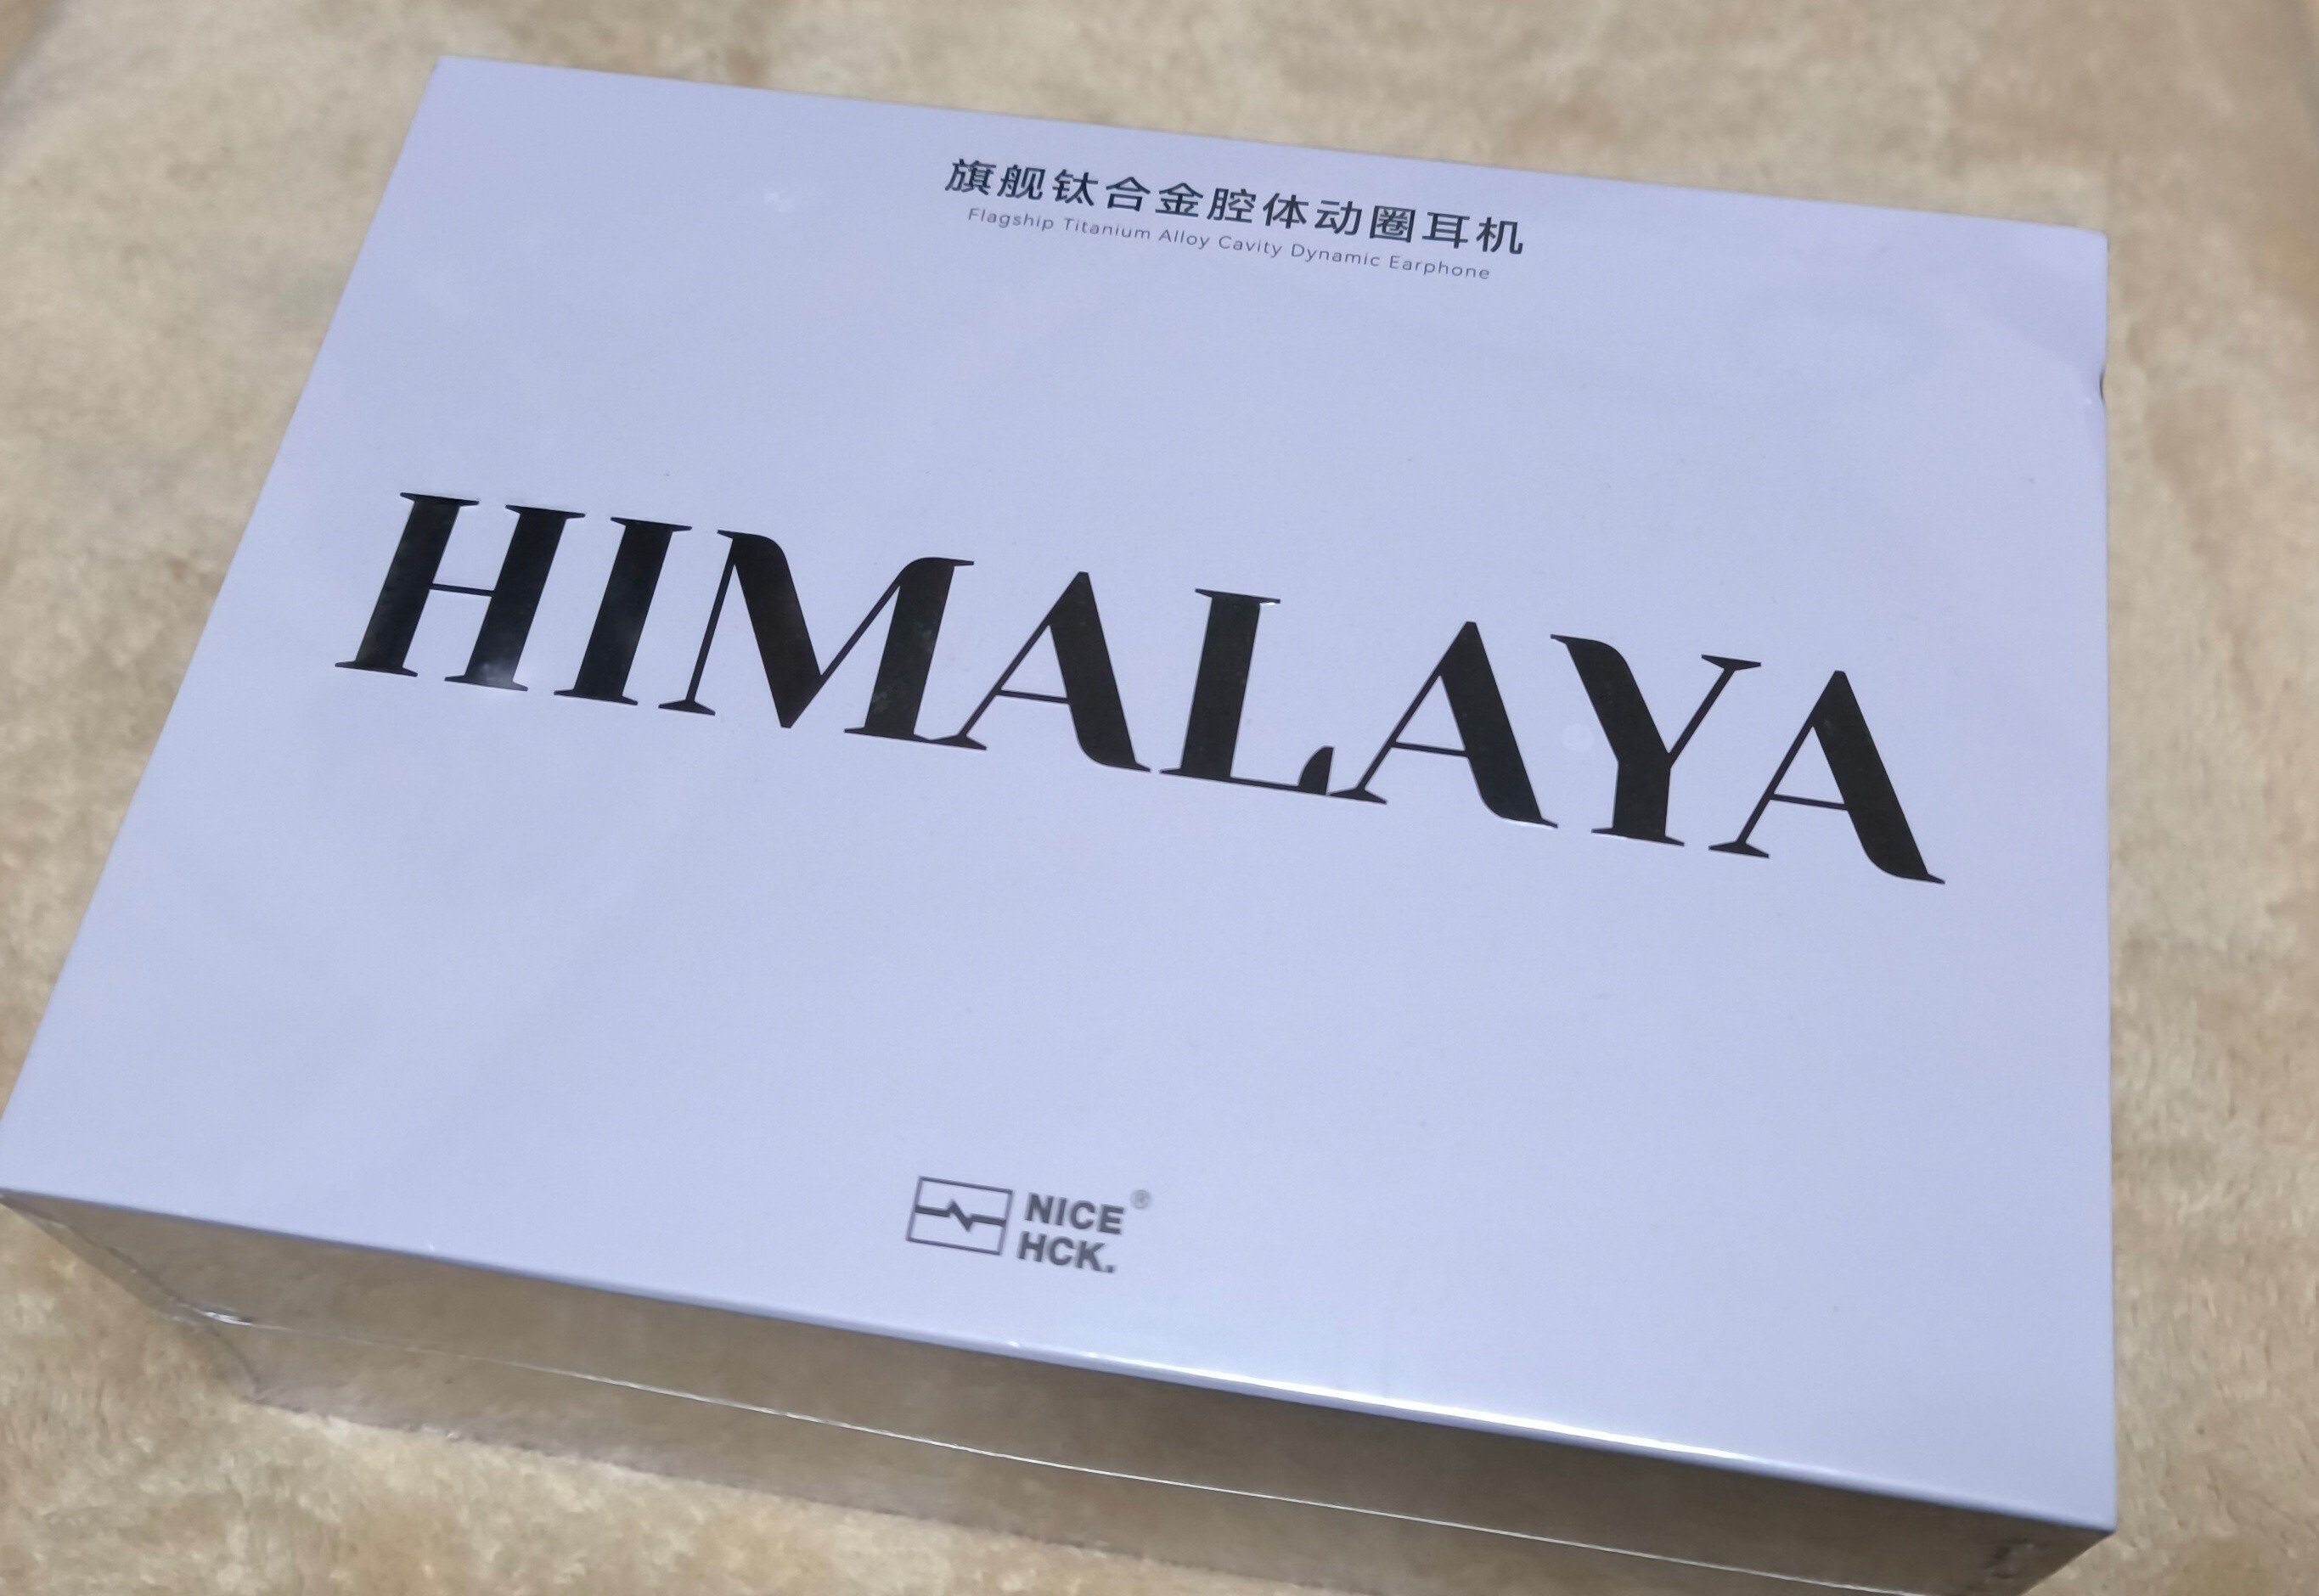 旗舰钛合金腔体动圈耳机
Flagship Titanium Alloy Cavity Dynamic Earphone
HIMALAYA
NICE®
HCK.